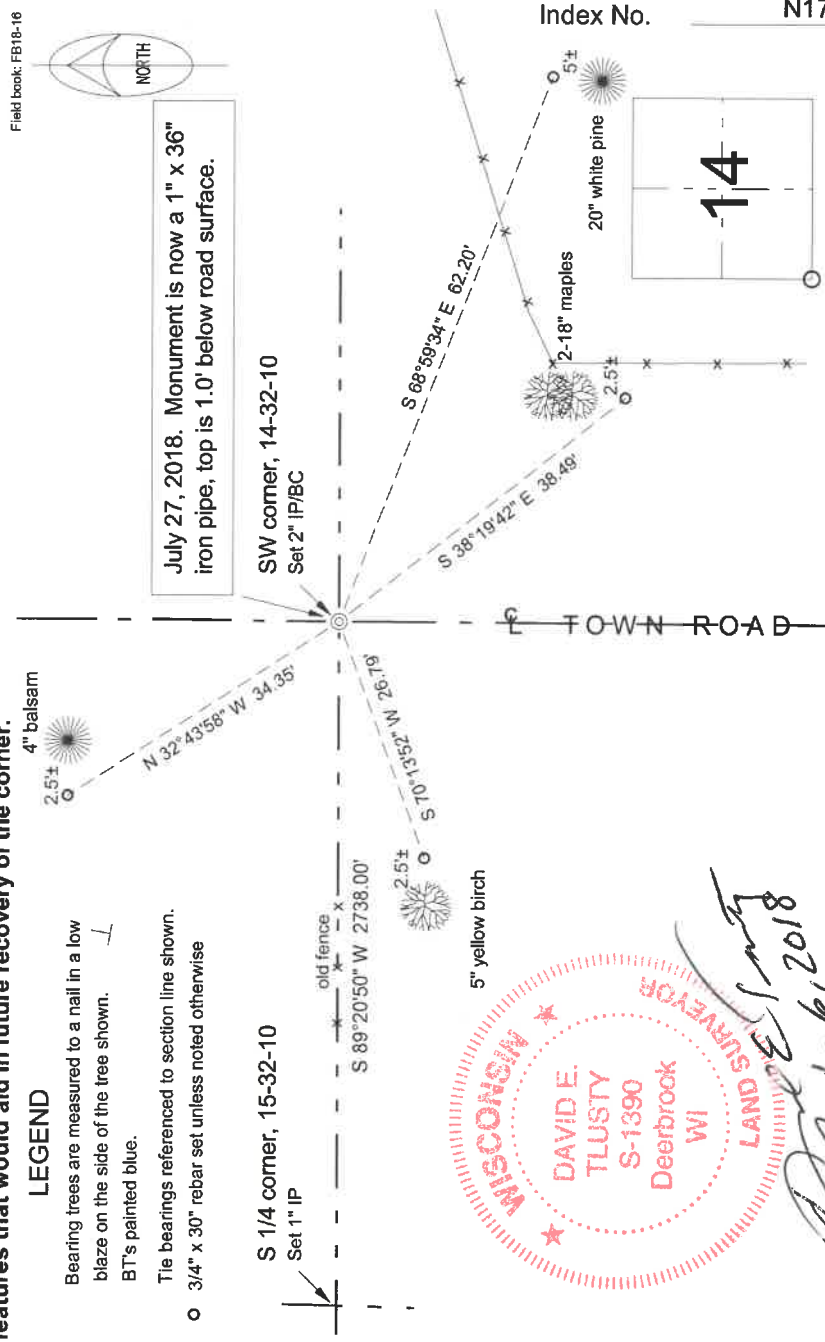 Index No.
N17
Field book: FB18-16
NORTH
features that would aid in future recovery of the corner.
LEGEND
Bearing trees are measured to a nail in a low
blaze on the side of the tree shown.
BT's painted blue.
Tie bearings referenced to section line shown.
3/4" x 30" rebar set unless noted otherwise
July 27, 2018. Monument is now a 1" x 36"
iron pipe, top is 1.0' below road surface.
SW corner, 14-32-10
Set 2" IP/BC
4" balsam
2.5'±
N 32°43'58" W 34.35'
S 68°59'34" E 62.20'
5'±
20" white pine
S 38°19'42" E 38.49'
2-18" maples
2.5'±
S 70°13'52" W 26.79'
2.5'±
5" yellow birch
old fence
S 89°20'50" W 2738.00'
S 1/4 corner, 15-32-10
Set 1" IP
℄ TOWN ROAD
14
WISCONSIN
DAVID E.
TLUSTY
S-1390
Deerbrook
WI
LAND SURVEYOR
6, 2018